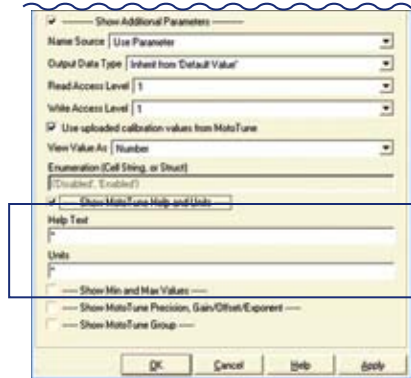 ----- Show Additional Parameters -----
Name Source Use Parameter
Output Data Type Inherit from 'Default Value'
Read Access Level 1
Write Access Level 1
Use uploaded calibration values from MotoTune
View Value As Number
Enumeration (Cell String, or Struct)
{'Disabled', 'Enabled'}
---- Show MotoTune Help and Units ----
Help Text
Units
---- Show Min and Max Values ----
---- Show MotoTune Precision, Gain/Offset/Exponent ----
---- Show MotoTune Group ----
OK Cancel Help Apply